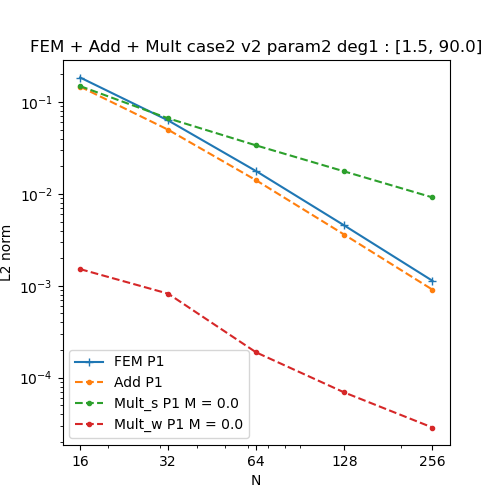 FEM + Add + Mult case2 v2 param2 deg1 : [1.5, 90.0]
L2 norm
10⁻¹
10⁻²
10⁻³
10⁻⁴
FEM P1
Add P1
Mult_s P1 M = 0.0
Mult_w P1 M = 0.0
16 32 64 128 256
N